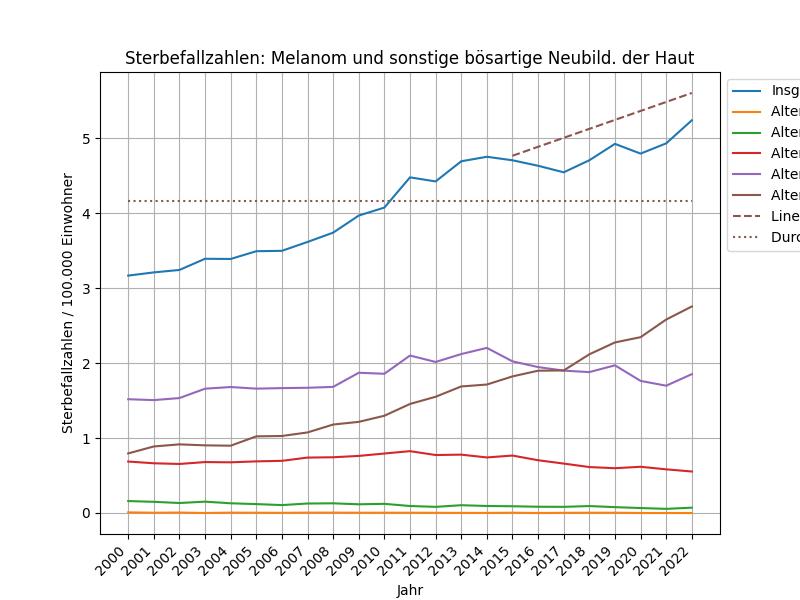 Sterbefallzahlen: Melanom und sonstige bösartige Neubild. der Haut
Sterbefallzahlen / 100.000 Einwohner
5
4
3
2
1
0
2000
2001
2002
2003
2004
2005
2006
2007
2008
2009
2010
2011
2012
2013
2014
2015
2016
2017
2018
2019
2020
2021
2022
Jahr
Insg
Alter
Alter
Alter
Alter
Alter
Line
Durc